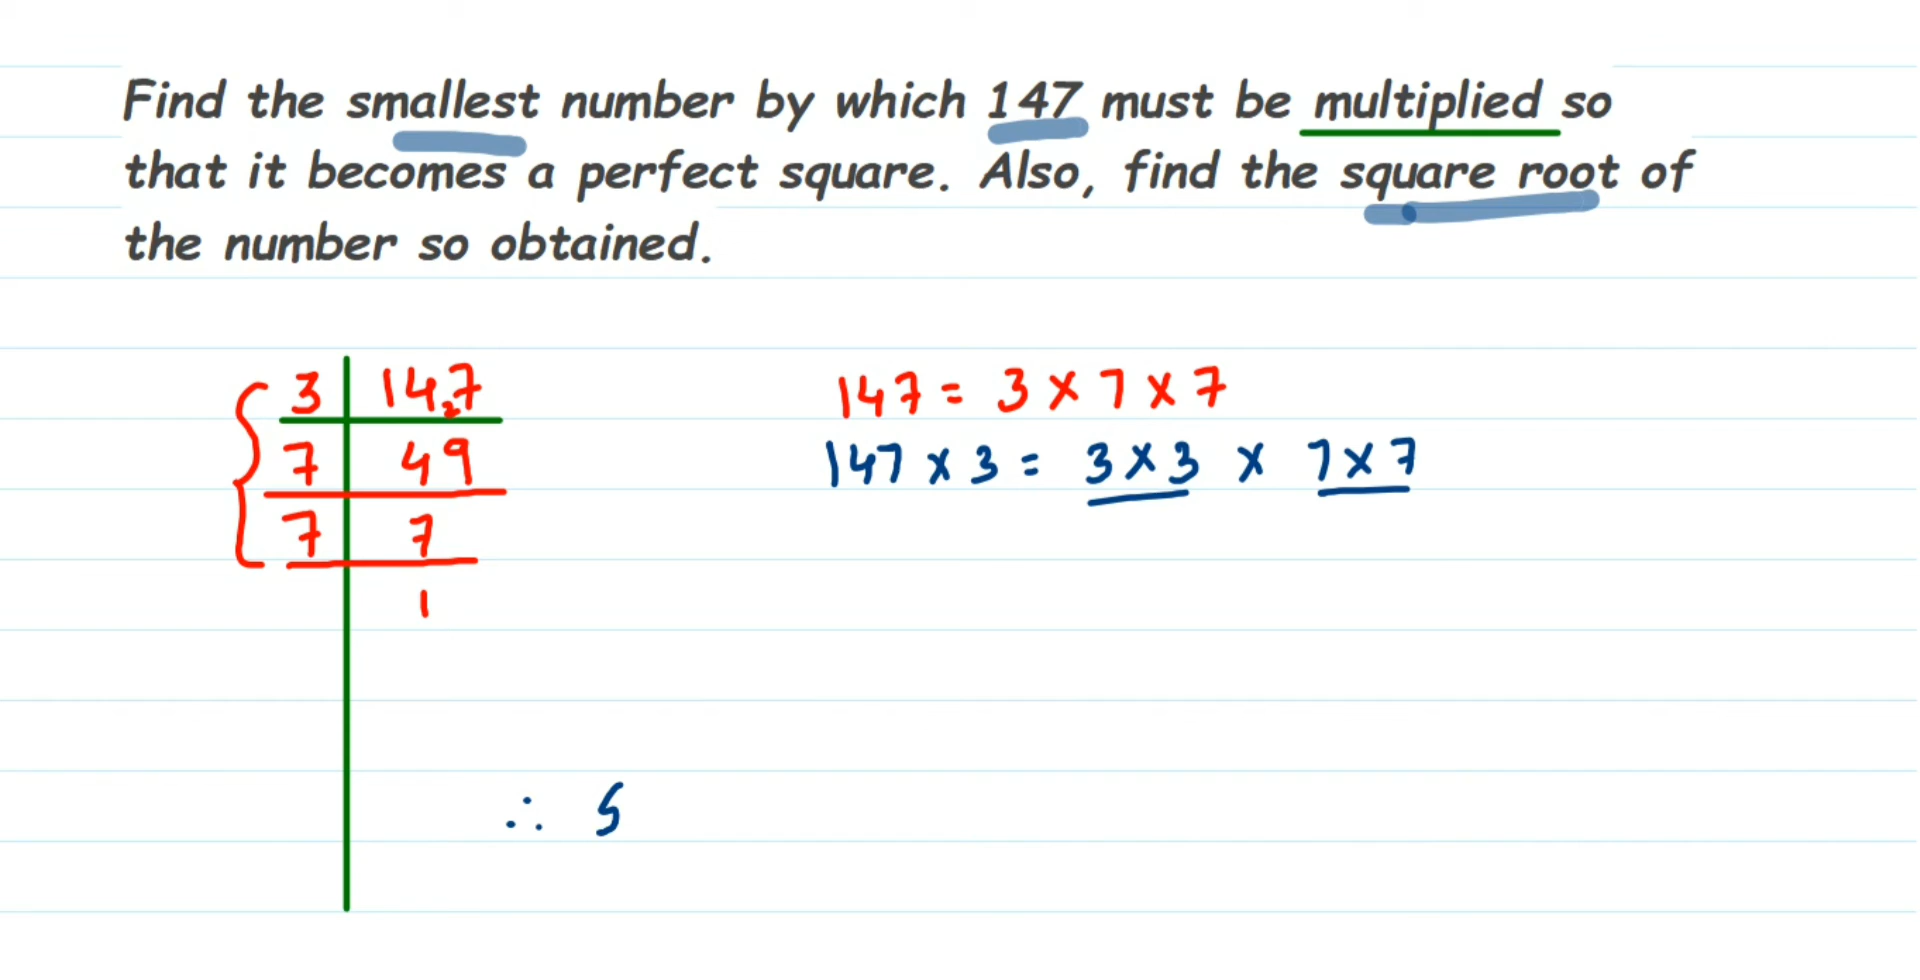 Find the smallest number by which 147 must be multiplied so
that it becomes a perfect square. Also, find the square root of
the number so obtained.
3 | 14₂7
7 | 49
7 | 7
1
147 = 3 × 7 × 7
147 × 3 = 3 × 3 × 7 × 7
∴ S